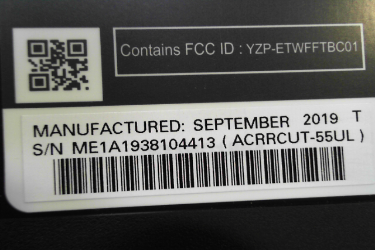 Contains FCC ID : YZP-ETWFFTBC01
MANUFACTURED: SEPTEMBER 2019 T
S/N ME1A1938104413 ( ACRRCUT-55UL )